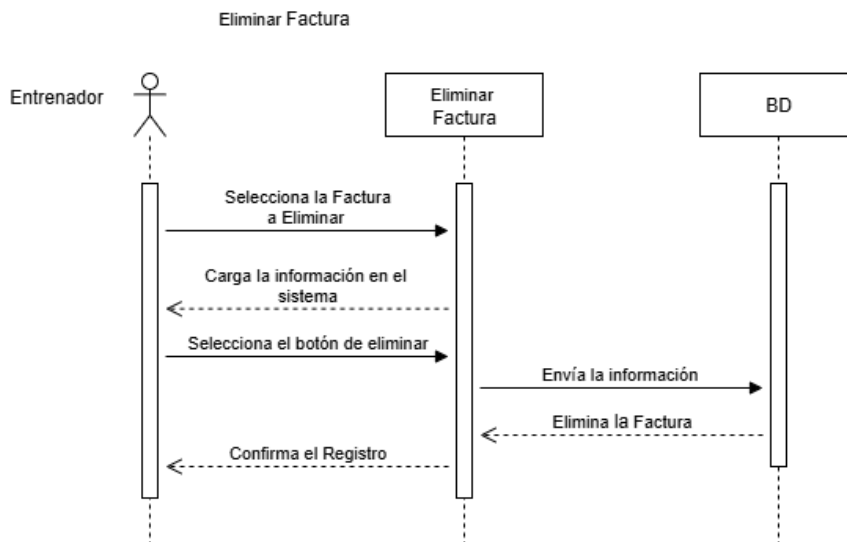 Eliminar Factura
Entrenador
Eliminar
Factura
BD
Selecciona la Factura
a Eliminar
Carga la información en el
sistema
Selecciona el botón de eliminar
Envía la información
Elimina la Factura
Confirma el Registro